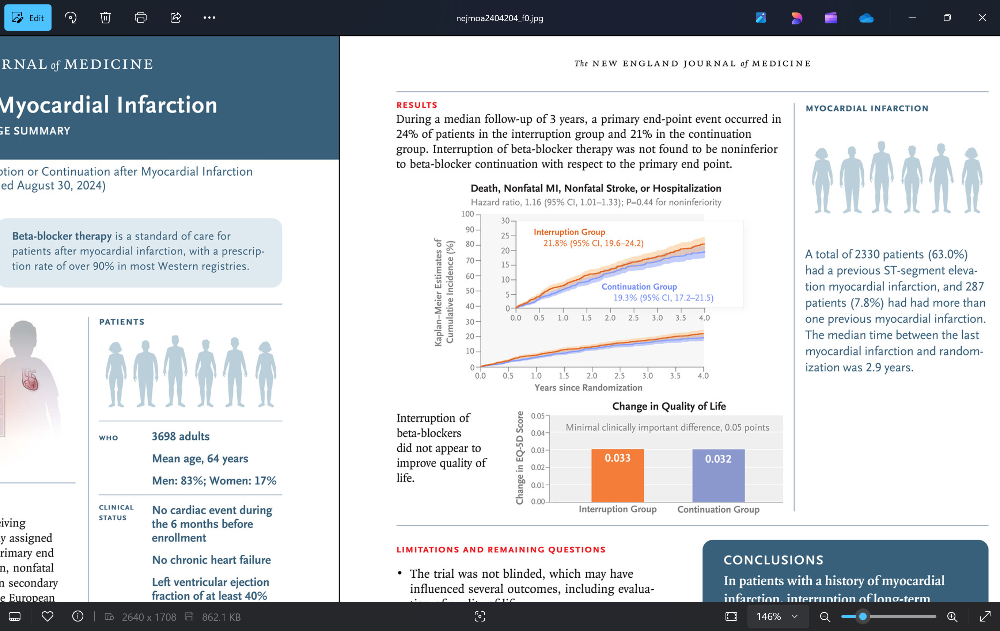 Edit
nejmoa2404204_f0.jpg
RNAL of MEDICINE
Myocardial Infarction
GE SUMMARY
ption or Continuation after Myocardial Infarction
ed August 30, 2024)
Beta-blocker therapy is a standard of care for
patients after myocardial infarction, with a prescrip-
tion rate of over 90% in most Western registries.
PATIENTS
WHO
3698 adults
Mean age, 64 years
Men: 83%; Women: 17%
CLINICAL
STATUS
No cardiac event during
the 6 months before
enrollment
No chronic heart failure
Left ventricular ejection
fraction of at least 40%
eiving
y assigned
rimary end
n, nonfatal
n secondary
e European
The NEW ENGLAND JOURNAL of MEDICINE
RESULTS
During a median follow-up of 3 years, a primary end-point event occurred in
24% of patients in the interruption group and 21% in the continuation
group. Interruption of beta-blocker therapy was not found to be noninferior
to beta-blocker continuation with respect to the primary end point.
Death, Nonfatal MI, Nonfatal Stroke, or Hospitalization
Hazard ratio, 1.16 (95% CI, 1.01–1.33); P=0.44 for noninferiority
Kaplan–Meier Estimates of
Cumulative Incidence (%)
100
90
80
70
60
50
40
30
20
10
0
0.0 0.5 1.0 1.5 2.0 2.5 3.0 3.5 4.0
Years since Randomization
30
25
20
15
10
5
0
0.0 0.5 1.0 1.5 2.0 2.5 3.0 3.5 4.0
Interruption Group
21.8% (95% CI, 19.6–24.2)
Continuation Group
19.3% (95% CI, 17.2–21.5)
Interruption of
beta-blockers
did not appear to
improve quality of
life.
Change in Quality of Life
Change in EQ-5D Score
0.05
0.04
0.03
0.02
0.01
0.00
Minimal clinically important difference, 0.05 points
0.033
0.032
Interruption Group
Continuation Group
MYOCARDIAL INFARCTION
A total of 2330 patients (63.0%)
had a previous ST-segment eleva-
tion myocardial infarction, and 287
patients (7.8%) had had more than
one previous myocardial infarction.
The median time between the last
myocardial infarction and random-
ization was 2.9 years.
LIMITATIONS AND REMAINING QUESTIONS
• The trial was not blinded, which may have
influenced several outcomes, including evalua-
CONCLUSIONS
In patients with a history of myocardial
infarction, interruption of long-term
2640 x 1708
862.1 KB
146%